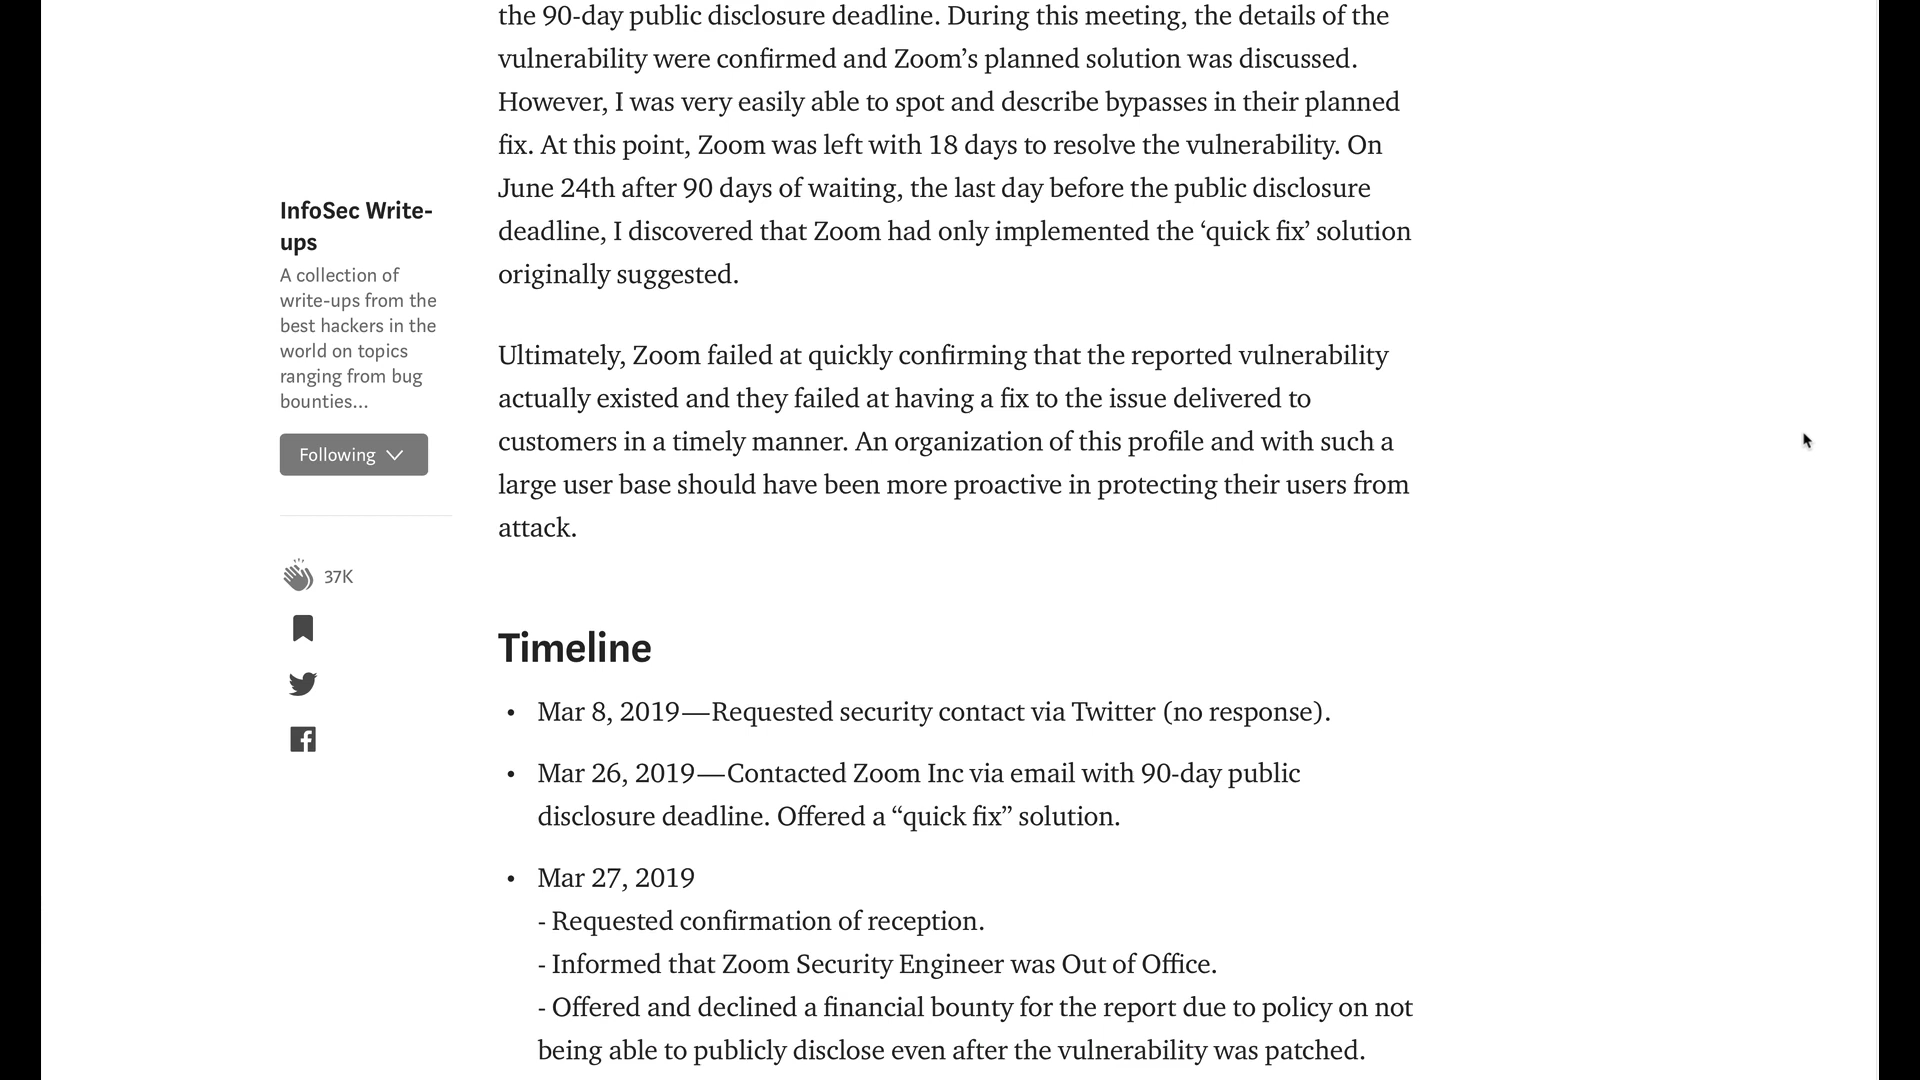 the 90-day public disclosure deadline. During this meeting, the details of the
vulnerability were confirmed and Zoom’s planned solution was discussed.
However, I was very easily able to spot and describe bypasses in their planned
fix. At this point, Zoom was left with 18 days to resolve the vulnerability. On
June 24th after 90 days of waiting, the last day before the public disclosure
deadline, I discovered that Zoom had only implemented the ‘quick fix’ solution
originally suggested.
Ultimately, Zoom failed at quickly confirming that the reported vulnerability
actually existed and they failed at having a fix to the issue delivered to
customers in a timely manner. An organization of this profile and with such a
large user base should have been more proactive in protecting their users from
attack.
InfoSec Write-
ups
A collection of
write-ups from the
best hackers in the
world on topics
ranging from bug
bounties...
Following
37K
Timeline
• Mar 8, 2019—Requested security contact via Twitter (no response).
• Mar 26, 2019—Contacted Zoom Inc via email with 90-day public
disclosure deadline. Offered a “quick fix” solution.
• Mar 27, 2019
- Requested confirmation of reception.
- Informed that Zoom Security Engineer was Out of Office.
- Offered and declined a financial bounty for the report due to policy on not
being able to publicly disclose even after the vulnerability was patched.